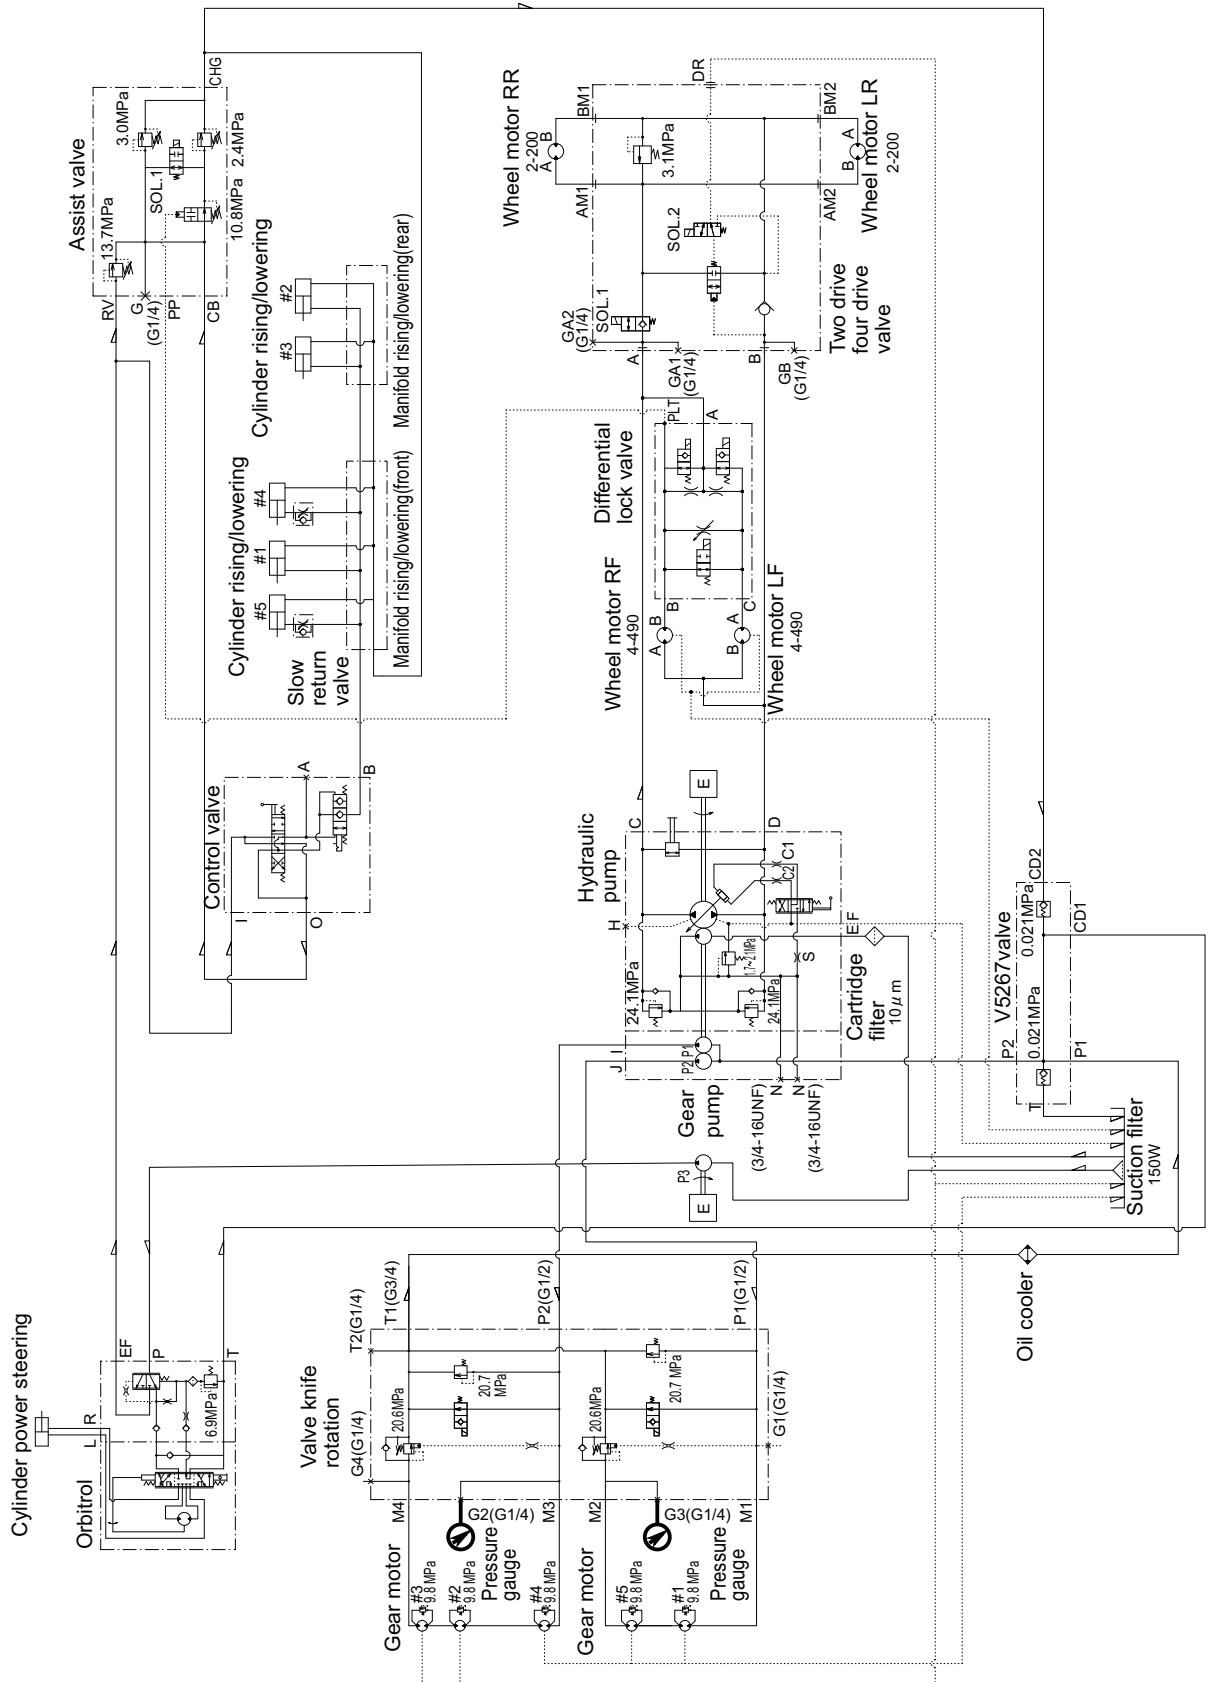 Assist valve
3.0MPa
SOL.1
13.7MPa
CHG
2.4MPa
10.8MPa
RV
G
(G1/4)
PP
CB
Cylinder rising/lowering
#2
#3
Manifold rising/lowering(rear)
Cylinder rising/lowering
#4
#1
#5
Manifold rising/lowering(front)
Slow
return
valve
Control valve
A
B
I
O
Wheel motor RR
2-200
A
B
BM1
AM1
DR
3.1MPa
SOL.2
BM2
AM2
A
B
Wheel motor LR
2-200
GA2
(G1/4)
SOL.1
A
GA1
(G1/4)
B
GB
(G1/4)
Two drive
four drive
valve
Differential
lock valve
PLT
A
B
C
Wheel motor RF
4-490
A
B
B
A
Wheel motor LF
4-490
Hydraulic
pump
C
D
E
H
C1
C2
EF
S
1.7~2.1MPa
24.1MPa
24.1MPa
Cartridge
filter
10μm
I
J
P1
P2
Gear
pump
N
(3/4-16UNF)
N
(3/4-16UNF)
V5267valve
0.021MPa
0.021MPa
CD2
CD1
P2
P1
T
Suction filter
150W
P3
E
Oil cooler
Cylinder power steering
Orbitrol
L
R
EF
P
T
6.9MPa
Valve knife
rotation
T2(G1/4)
T1(G3/4)
P2(G1/2)
P1(G1/2)
G4(G1/4)
20.6MPa
20.7
MPa
20.6MPa
20.7 MPa
G1(G1/4)
M4
G2(G1/4)
M3
M2
G3(G1/4)
M1
Gear motor
#3
9.8 MPa
#2
9.8 MPa
Pressure
gauge
#4
9.8 MPa
Gear motor
#5
9.8 MPa
#1
9.8 MPa
Pressure
gauge